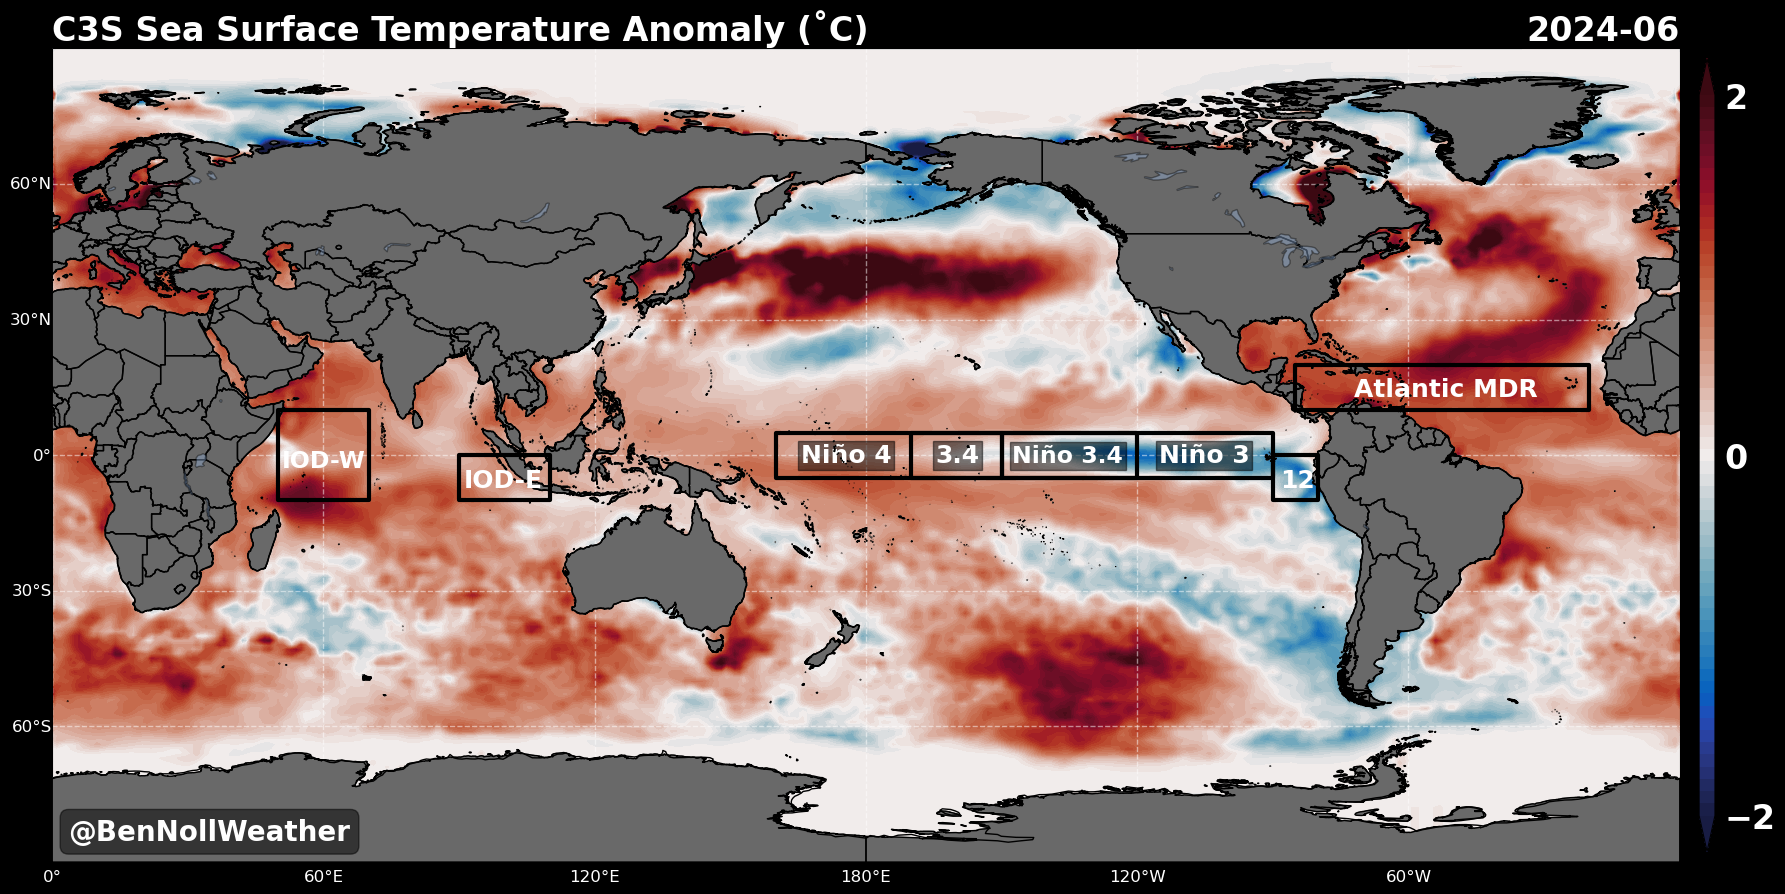 C3S Sea Surface Temperature Anomaly (˚C)
2024-06
2
60°N
30°N
0°
IOD-W
IOD-E
Niño 4
3.4
Niño 3.4
Niño 3
12
Atlantic MDR
0
30°S
60°S
−2
@BenNollWeather
0°
60°E
120°E
180°E
120°W
60°W